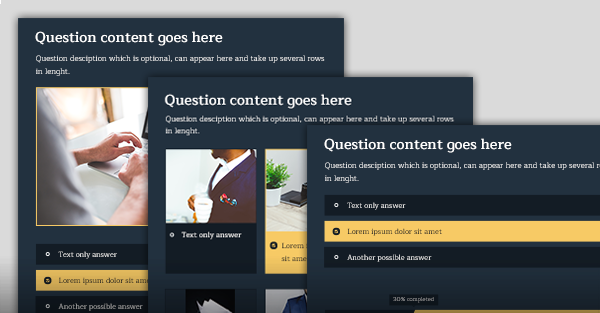 Question content goes here
Question desciption which is optional, can appear here and take up several rows
in lenght.
Text only answer
Lorem ipsum dolor sit ame
Another possible answer
Question content goes here
Question desciption which is optional, can appear here and take up several rows
in lenght.
Text only answer
Lorem i
sit ame
Question content goes here
Question desciption which is optional, can appear here and take up several r
in lenght.
Text only answer
Lorem ipsum dolor sit amet
Another possible answer
30% completed